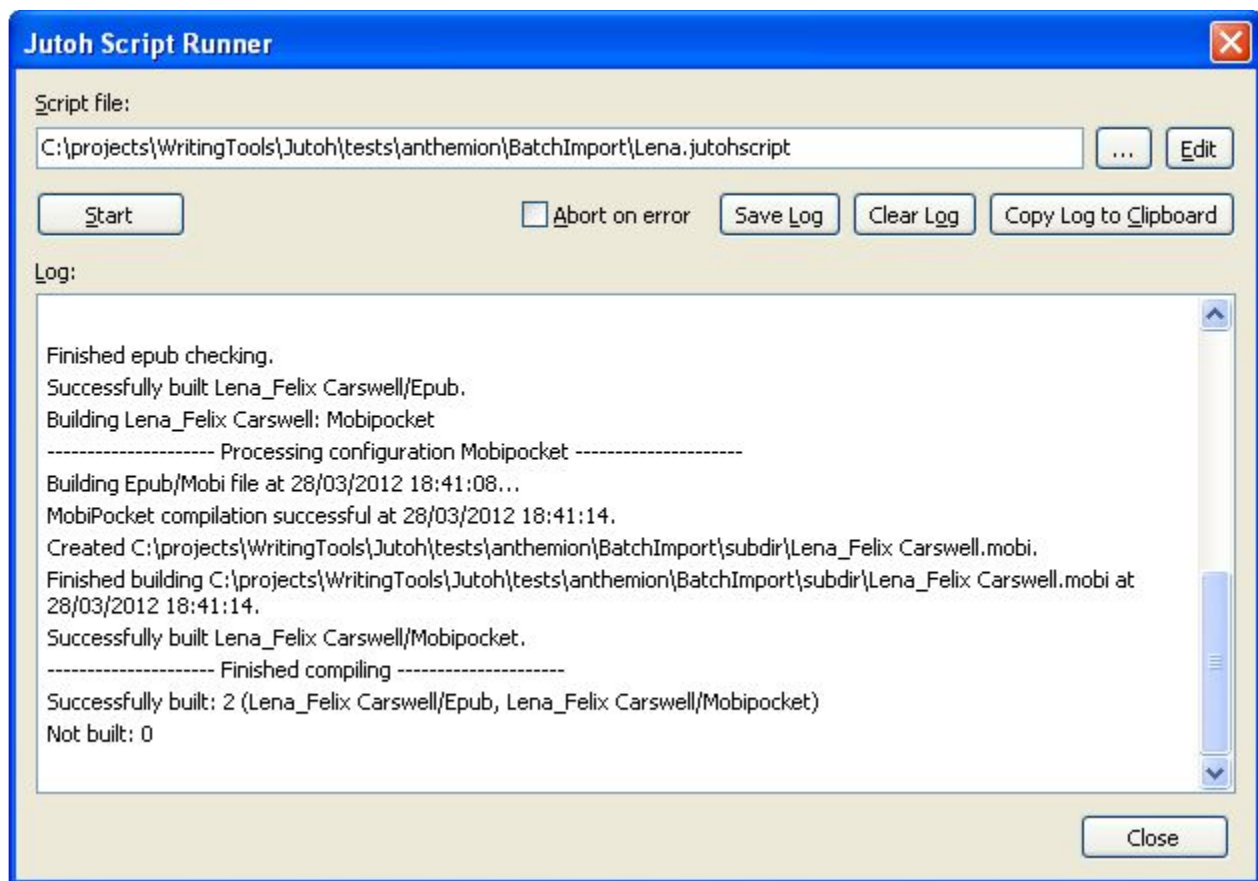 Jutoh Script Runner
Script file:
C:\projects\WritingTools\Jutoh\tests\anthemion\BatchImport\Lena.jutohscript
... Edit
Start Abort on error Save Log Clear Log Copy Log to Clipboard
Log:
Finished epub checking.
Successfully built Lena_Felix Carswell/Epub.
Building Lena_Felix Carswell: Mobipocket
--------------------- Processing configuration Mobipocket ---------------------
Building Epub/Mobi file at 28/03/2012 18:41:08...
MobiPocket compilation successful at 28/03/2012 18:41:14.
Created C:\projects\WritingTools\Jutoh\tests\anthemion\BatchImport\subdir\Lena_Felix Carswell.mobi.
Finished building C:\projects\WritingTools\Jutoh\tests\anthemion\BatchImport\subdir\Lena_Felix Carswell.mobi at
28/03/2012 18:41:14.
Successfully built Lena_Felix Carswell/Mobipocket.
--------------------- Finished compiling ---------------------
Successfully built: 2 (Lena_Felix Carswell/Epub, Lena_Felix Carswell/Mobipocket)
Not built: 0
Close